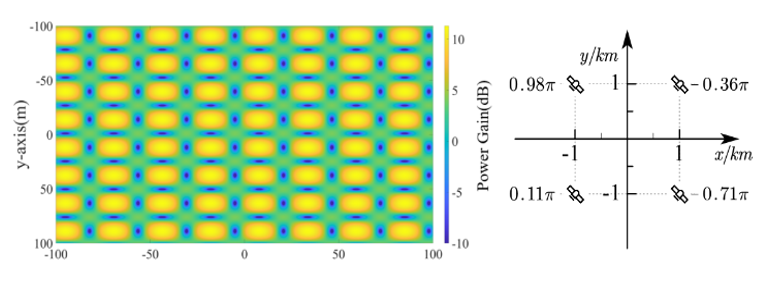 -100
-50
0
50
100
y-axis(m)
-100
-50
0
50
100
10
5
0
-5
-10
Power Gain(dB)
y/km
0.98π
1
-0.36π
-1
1
x/km
0.11π
-1
-0.71π